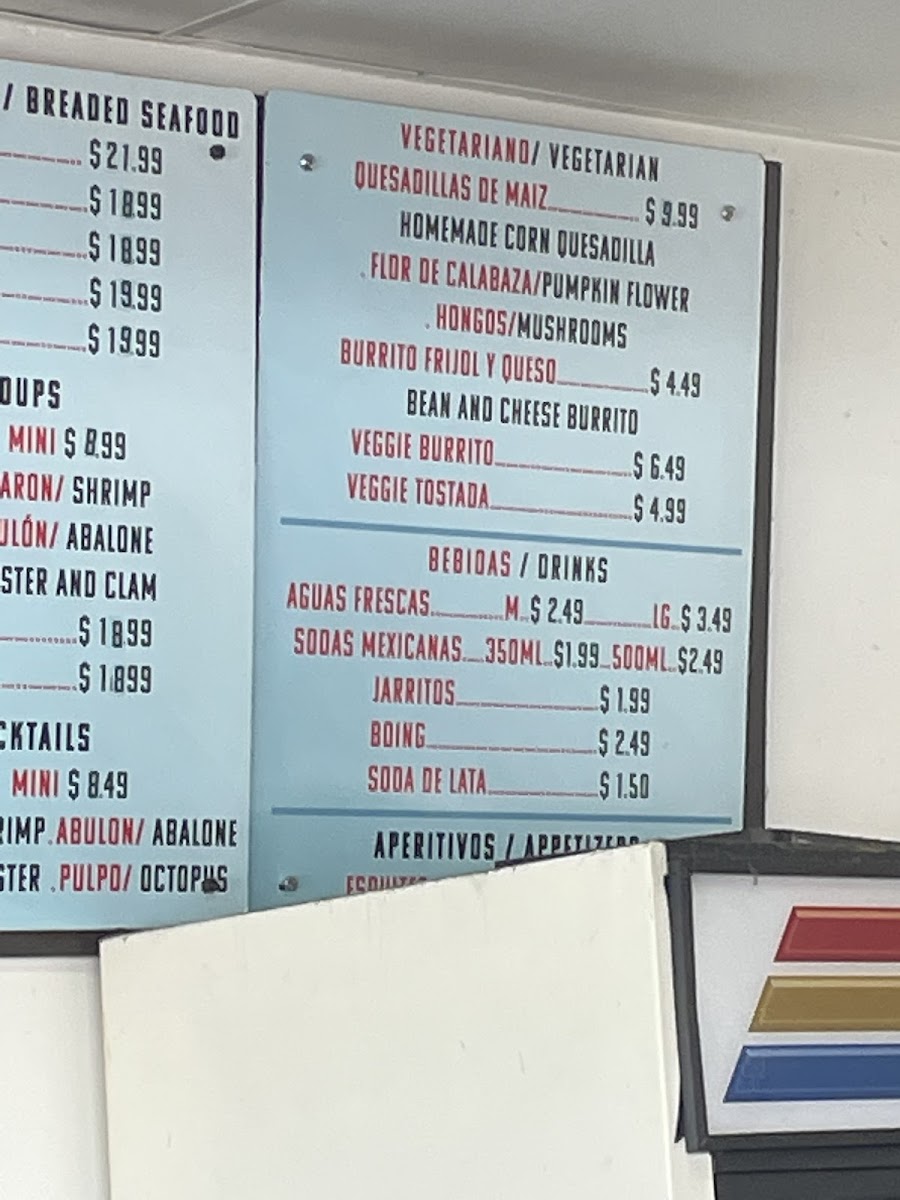 / BREADED SEAFOOD
$21.99
$18.99
$18.99
$19.99
$19.99
OUPS
MINI $8.99
ARON/ SHRIMP
ULÓN/ ABALONE
STER AND CLAM
$18.99
$18.99
CKTAILS
MINI $8.49
RIMP .ABULON/ ABALONE
STER .PULPO/ OCTOPUS
VEGETARIANO/ VEGETARIAN
QUESADILLAS DE MAIZ $9.99
HOMEMADE CORN QUESADILLA
.FLOR DE CALABAZA/PUMPKIN FLOWER
.HONGOS/MUSHROOMS
BURRITO FRIJOL Y QUESO $4.49
BEAN AND CHEESE BURRITO
VEGGIE BURRITO $6.49
VEGGIE TOSTADA $4.99
BEBIDAS / DRINKS
AGUAS FRESCAS M $2.49 LG $3.49
SODAS MEXICANAS 350ML $1.99 500ML $2.49
JARRITOS $1.99
BOING $2.49
SODA DE LATA $1.50
APERITIVOS / APPETIZERS